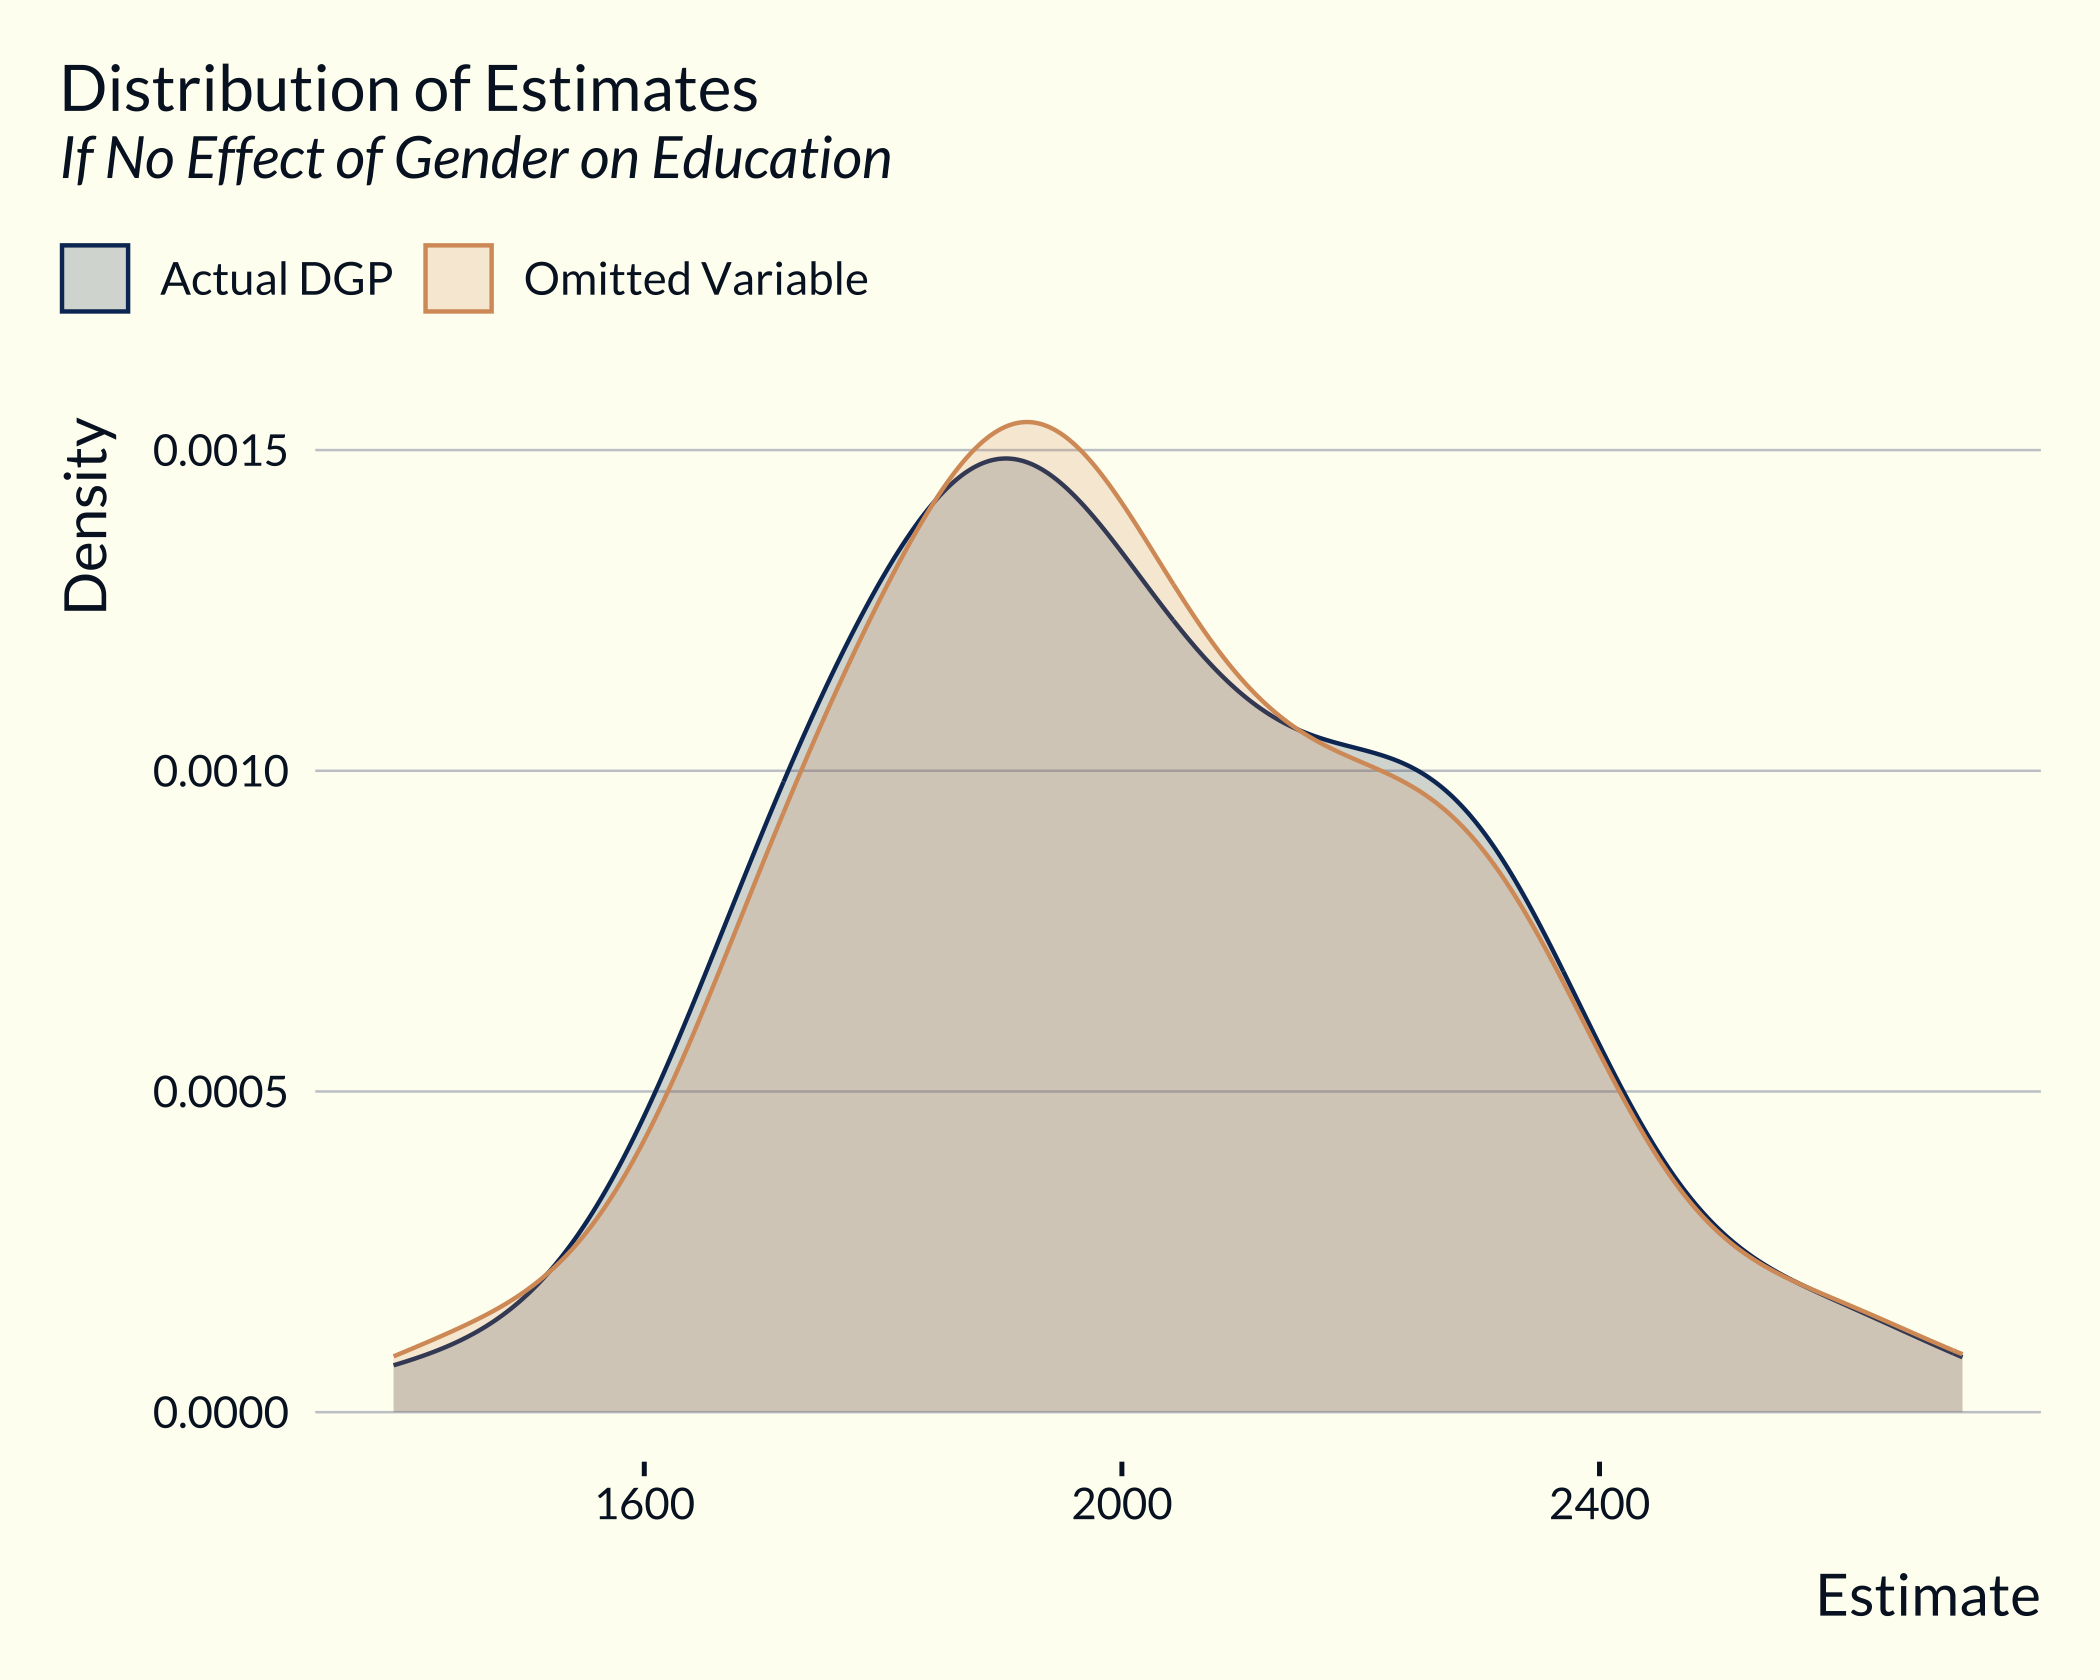 Distribution of Estimates
If No Effect of Gender on Education
Actual DGP Omitted Variable
Density
0.0015
0.0010
0.0005
0.0000
1600 2000 2400
Estimate